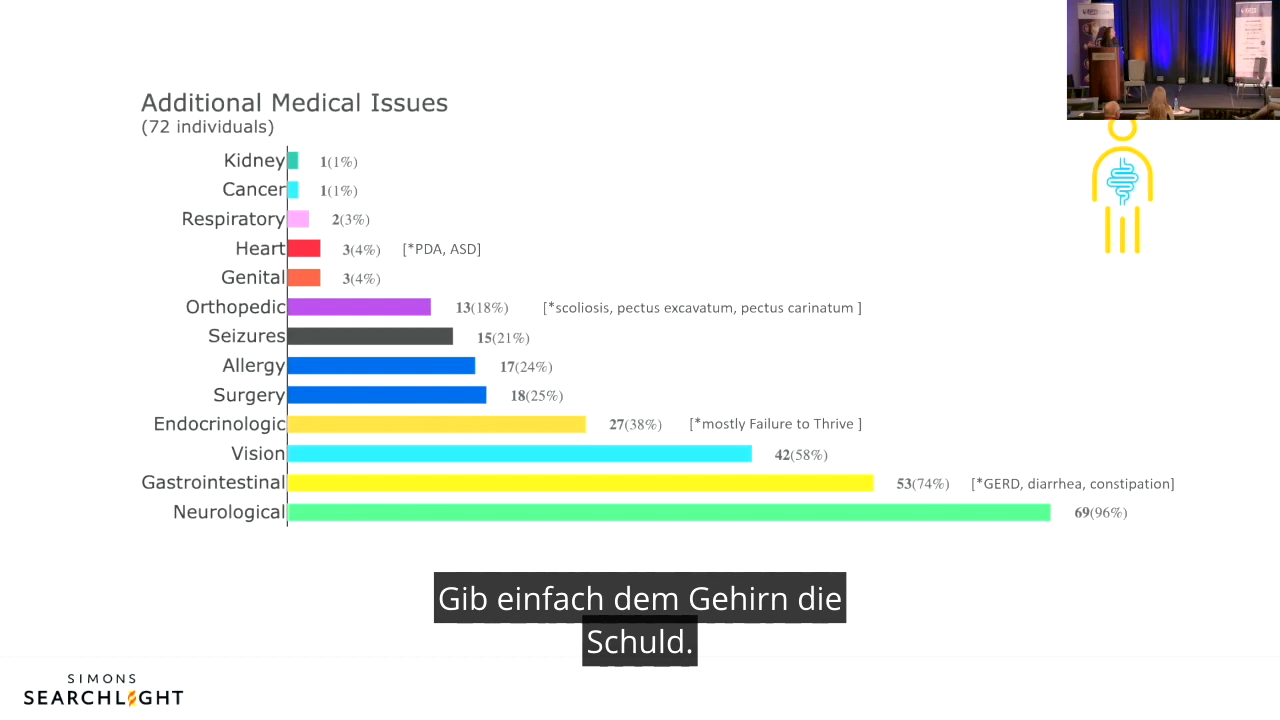 Additional Medical Issues
(72 individuals)
Kidney 1(1%)
Cancer 1(1%)
Respiratory 2(3%)
Heart 3(4%) [*PDA, ASD]
Genital 3(4%)
Orthopedic 13(18%) [*scoliosis, pectus excavatum, pectus carinatum ]
Seizures 15(21%)
Allergy 17(24%)
Surgery 18(25%)
Endocrinologic 27(38%) [*mostly Failure to Thrive ]
Vision 42(58%)
Gastrointestinal 53(74%) [*GERD, diarrhea, constipation]
Neurological 69(96%)
Gib einfach dem Gehirn die
Schuld.
SIMONS
SEARCHLIGHT